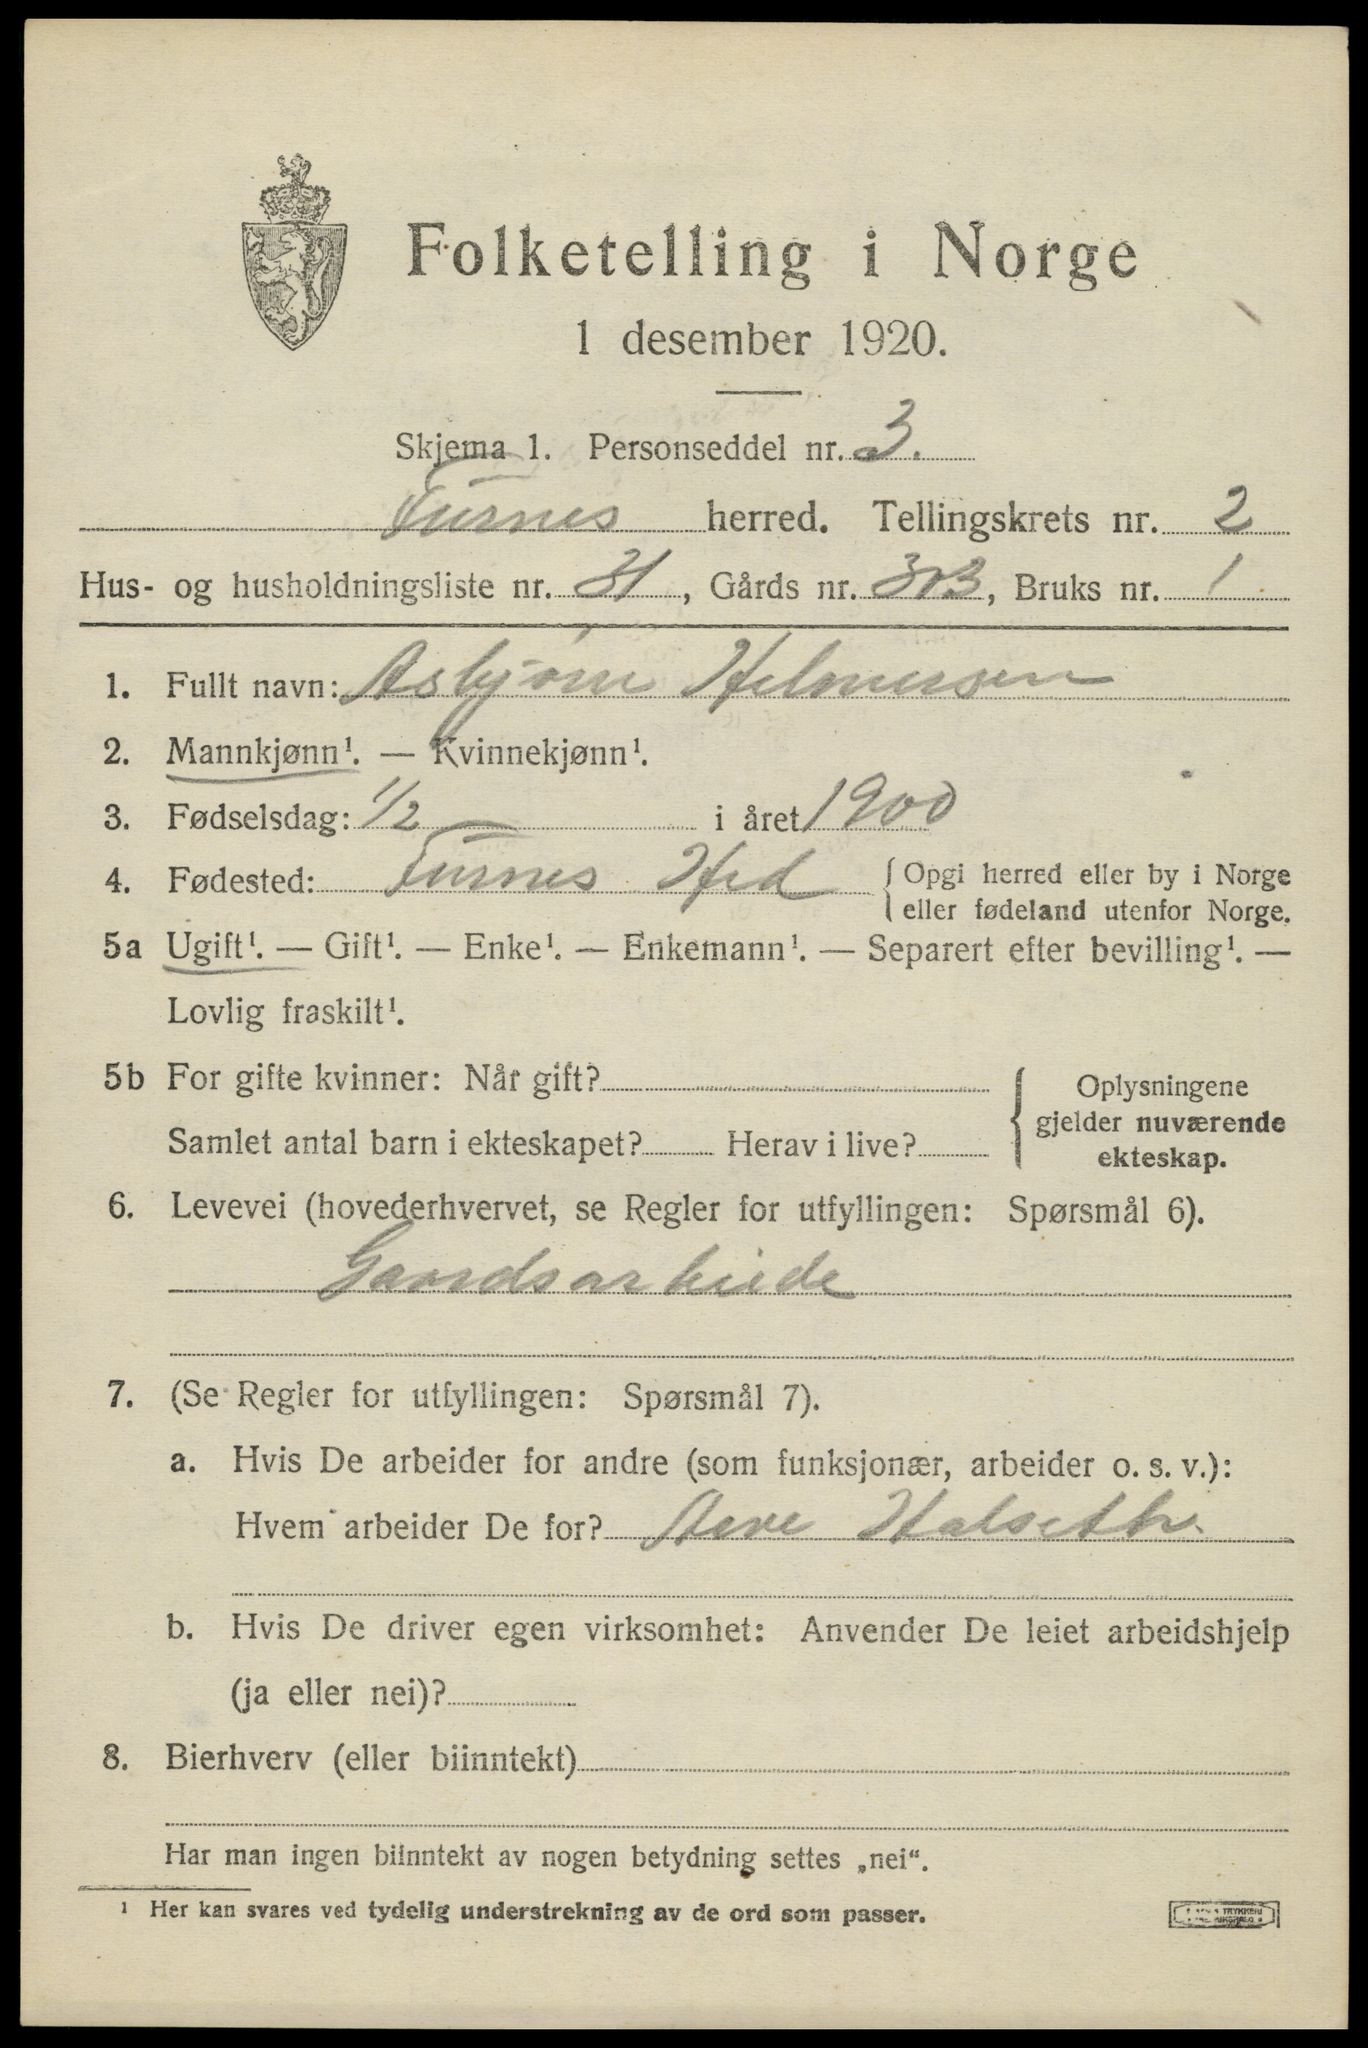 Folketelling i Norge
1 desember 1920.
Skjema 1. Personseddel nr. 3.
Furnes herred. Tellingskrets nr. 2
Hus- og husholdningsliste nr. 31, Gårds nr. 303, Bruks nr. 1
1. Fullt navn: Asbjørn Helmersen
2. Mannkjønn¹. — Kvinnekjønn¹.
3. Fødselsdag: 1/2 i året 1900
4. Fødested: Furnes Hed { Opgi herred eller by i Norge
eller fødeland utenfor Norge.
5a Ugift¹. — Gift¹. — Enke¹. — Enkemann¹. — Separert efter bevilling¹. —
Lovlig fraskilt¹.
5b For gifte kvinner: Når gift?
Samlet antal barn i ekteskapet? Herav i live?
{ Oplysningene
gjelder nuværende
ekteskap.
6. Levevei (hovederhvervet, se Regler for utfyllingen: Spørsmål 6).
Gaardsarbeide
7. (Se Regler for utfyllingen: Spørsmål 7).
a. Hvis De arbeider for andre (som funksjonær, arbeider o. s. v.):
Hvem arbeider De for? Arve Halseth.
b. Hvis De driver egen virksomhet: Anvender De leiet arbeidshjelp
(ja eller nei)?
8. Bierhverv (eller biinntekt)
Har man ingen biinntekt av nogen betydning settes „nei“.
¹ Her kan svares ved tydelig understrekning av de ord som passer.